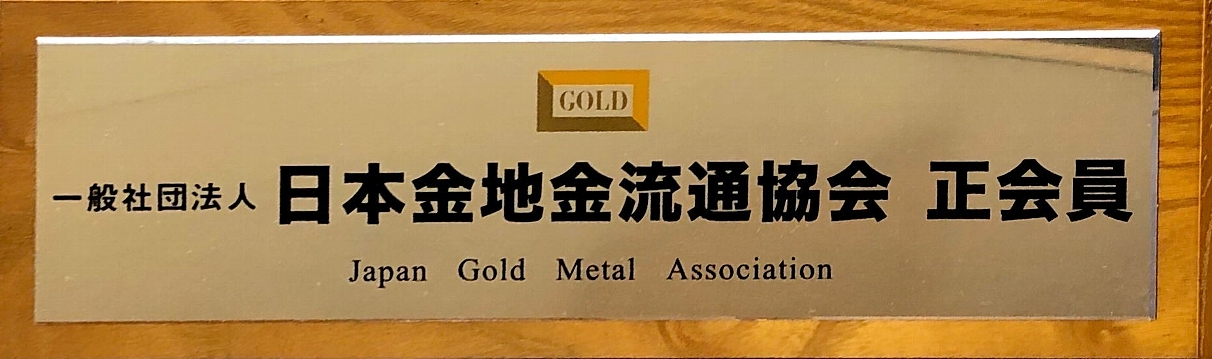 GOLD
一般社団法人 日本金地金流通協会 正会員
Japan Gold Metal Association